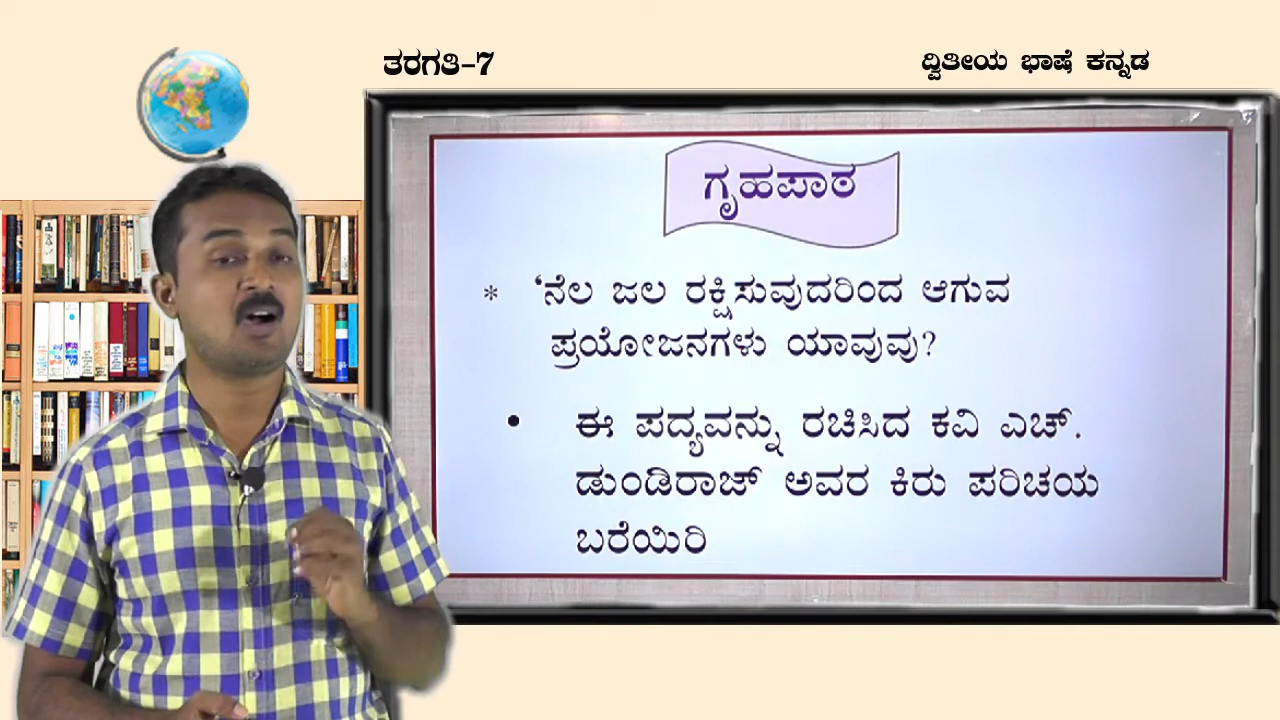 ತರಗತಿ-7
ದ್ವಿತೀಯ ಭಾಷೆ ಕನ್ನಡ
ಗೃಹಪಾಠ
* ‘ನೆಲ ಜಲ ರಕ್ಷಿಸುವುದರಿಂದ ಆಗುವ
ಪ್ರಯೋಜನಗಳು ಯಾವುವು?
• ಈ ಪದ್ಯವನ್ನು ರಚಿಸಿದ ಕವಿ ಎಚ್.
ಡುಂಡಿರಾಜ್ ಅವರ ಕಿರು ಪರಿಚಯ
ಬರೆಯಿರಿ